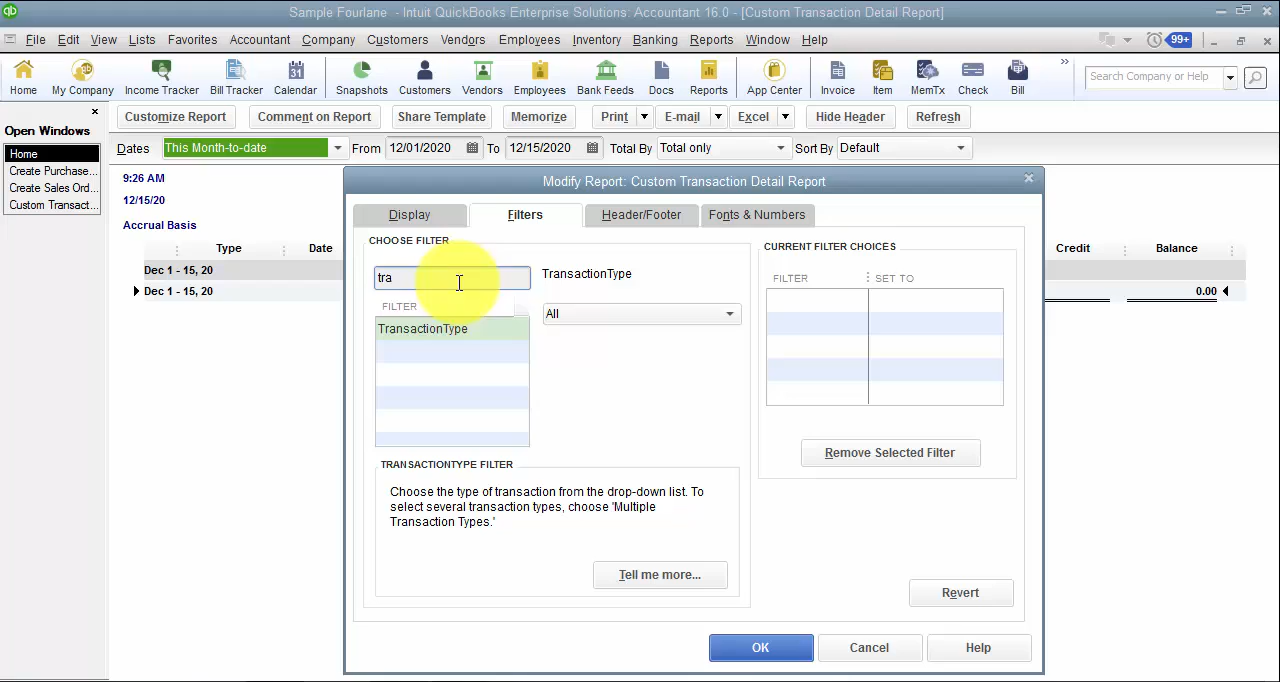 Sample Fourlane - Intuit QuickBooks Enterprise Solutions: Accountant 16.0 - [Custom Transaction Detail Report]
File Edit View Lists Favorites Accountant Company Customers Vendors Employees Inventory Banking Reports Window Help 99+
Home My Company Income Tracker Bill Tracker Calendar Snapshots Customers Vendors Employees Bank Feeds Docs Reports App Center Invoice Item MemTx Check Bill Search Company or Help
Customize Report Comment on Report Share Template Memorize Print E-mail Excel Hide Header Refresh
Open Windows
Home
Create Purchase...
Create Sales Ord...
Custom Transact...
Dates This Month-to-date From 12/01/2020 To 12/15/2020 Total By Total only Sort By Default
9:26 AM
12/15/20
Accrual Basis
Type Date Credit Balance
Dec 1 - 15, 20
Dec 1 - 15, 20 0.00
Modify Report: Custom Transaction Detail Report
Display Filters Header/Footer Fonts & Numbers
CHOOSE FILTER
tra
FILTER
TransactionType
TransactionType
All
TRANSACTIONTYPE FILTER
Choose the type of transaction from the drop-down list. To
select several transaction types, choose 'Multiple
Transaction Types.'
Tell me more...
CURRENT FILTER CHOICES
FILTER SET TO
Remove Selected Filter
Revert
OK Cancel Help